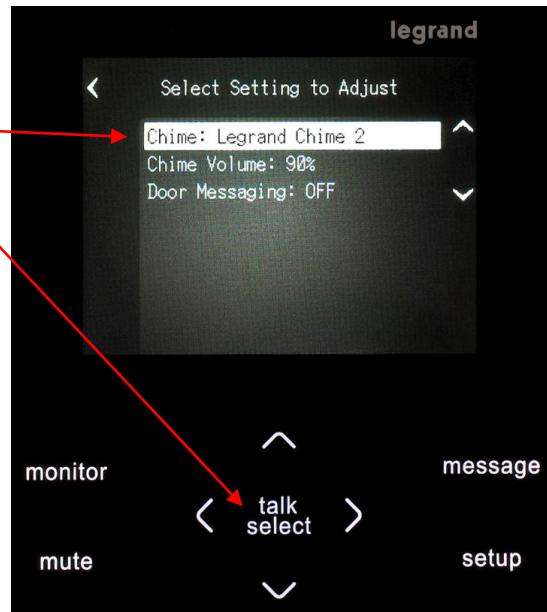 legrand
Select Setting to Adjust
Chime: Legrand Chime 2
Chime Volume: 90%
Door Messaging: OFF
monitor
message
talk
select
mute
setup